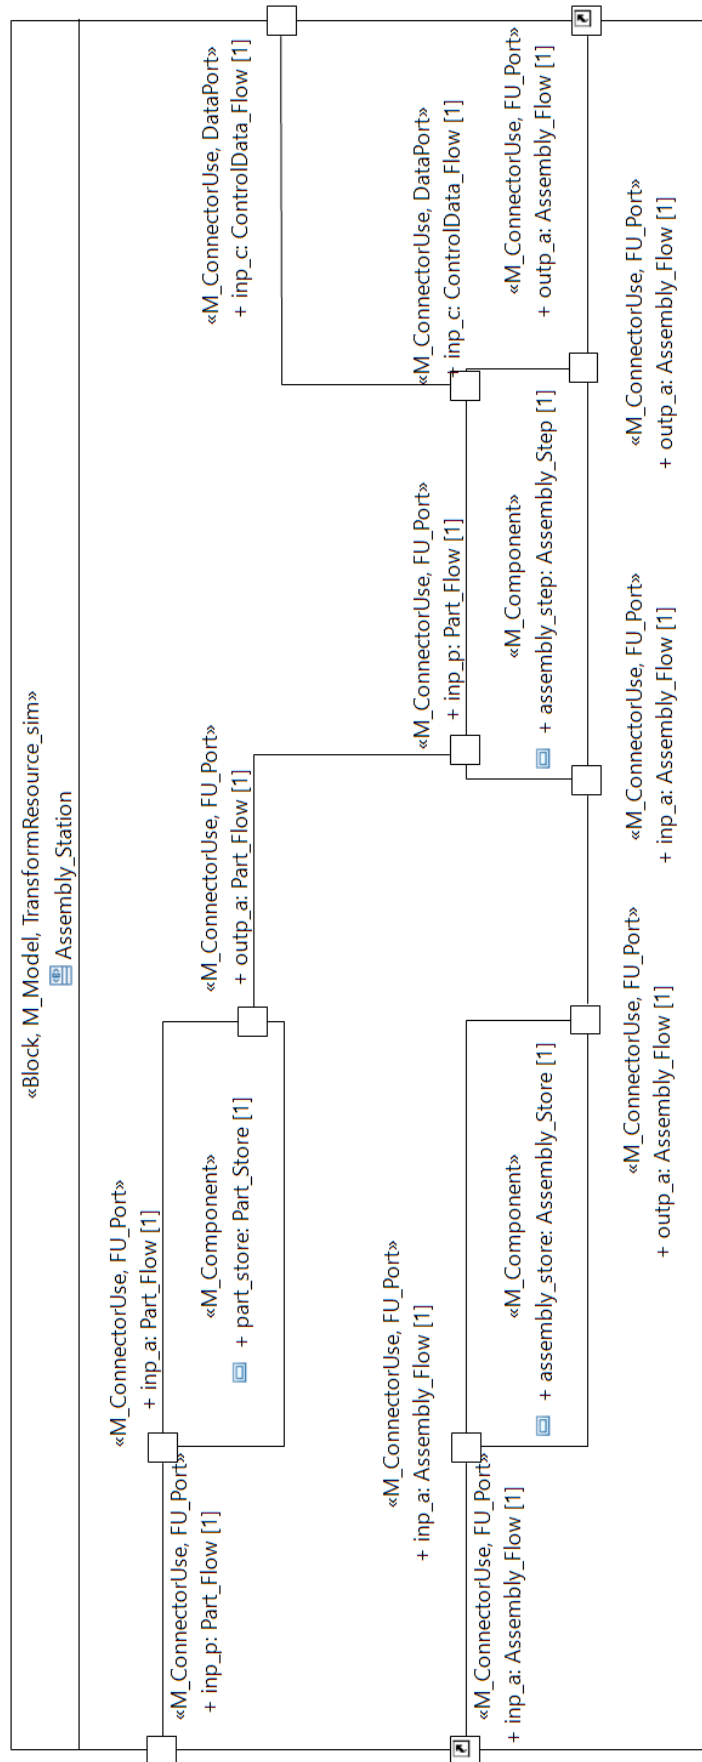 «Block, M_Model, TransformResource_sim»
Assembly_Station
«M_ConnectorUse, FU_Port»
+ inp_p: Part_Flow [1]
«M_ConnectorUse, FU_Port»
+ inp_a: Part_Flow [1]
«M_Component»
+ part_store: Part_Store [1]
«M_ConnectorUse, FU_Port»
+ outp_a: Part_Flow [1]
«M_ConnectorUse, DataPort»
+ inp_c: ControlData_Flow [1]
«M_ConnectorUse, FU_Port»
+ inp_a: Assembly_Flow [1]
«M_ConnectorUse, FU_Port»
+ inp_p: Part_Flow [1]
«M_ConnectorUse, DataPort»
+ inp_c: ControlData_Flow [1]
«M_ConnectorUse, FU_Port»
+ inp_a: Assembly_Flow [1]
«M_Component»
+ assembly_store: Assembly_Store [1]
«M_Component»
+ assembly_step: Assembly_Step [1]
«M_ConnectorUse, FU_Port»
+ outp_a: Assembly_Flow [1]
«M_ConnectorUse, FU_Port»
+ outp_a: Assembly_Flow [1]
«M_ConnectorUse, FU_Port»
+ inp_a: Assembly_Flow [1]
«M_ConnectorUse, FU_Port»
+ outp_a: Assembly_Flow [1]